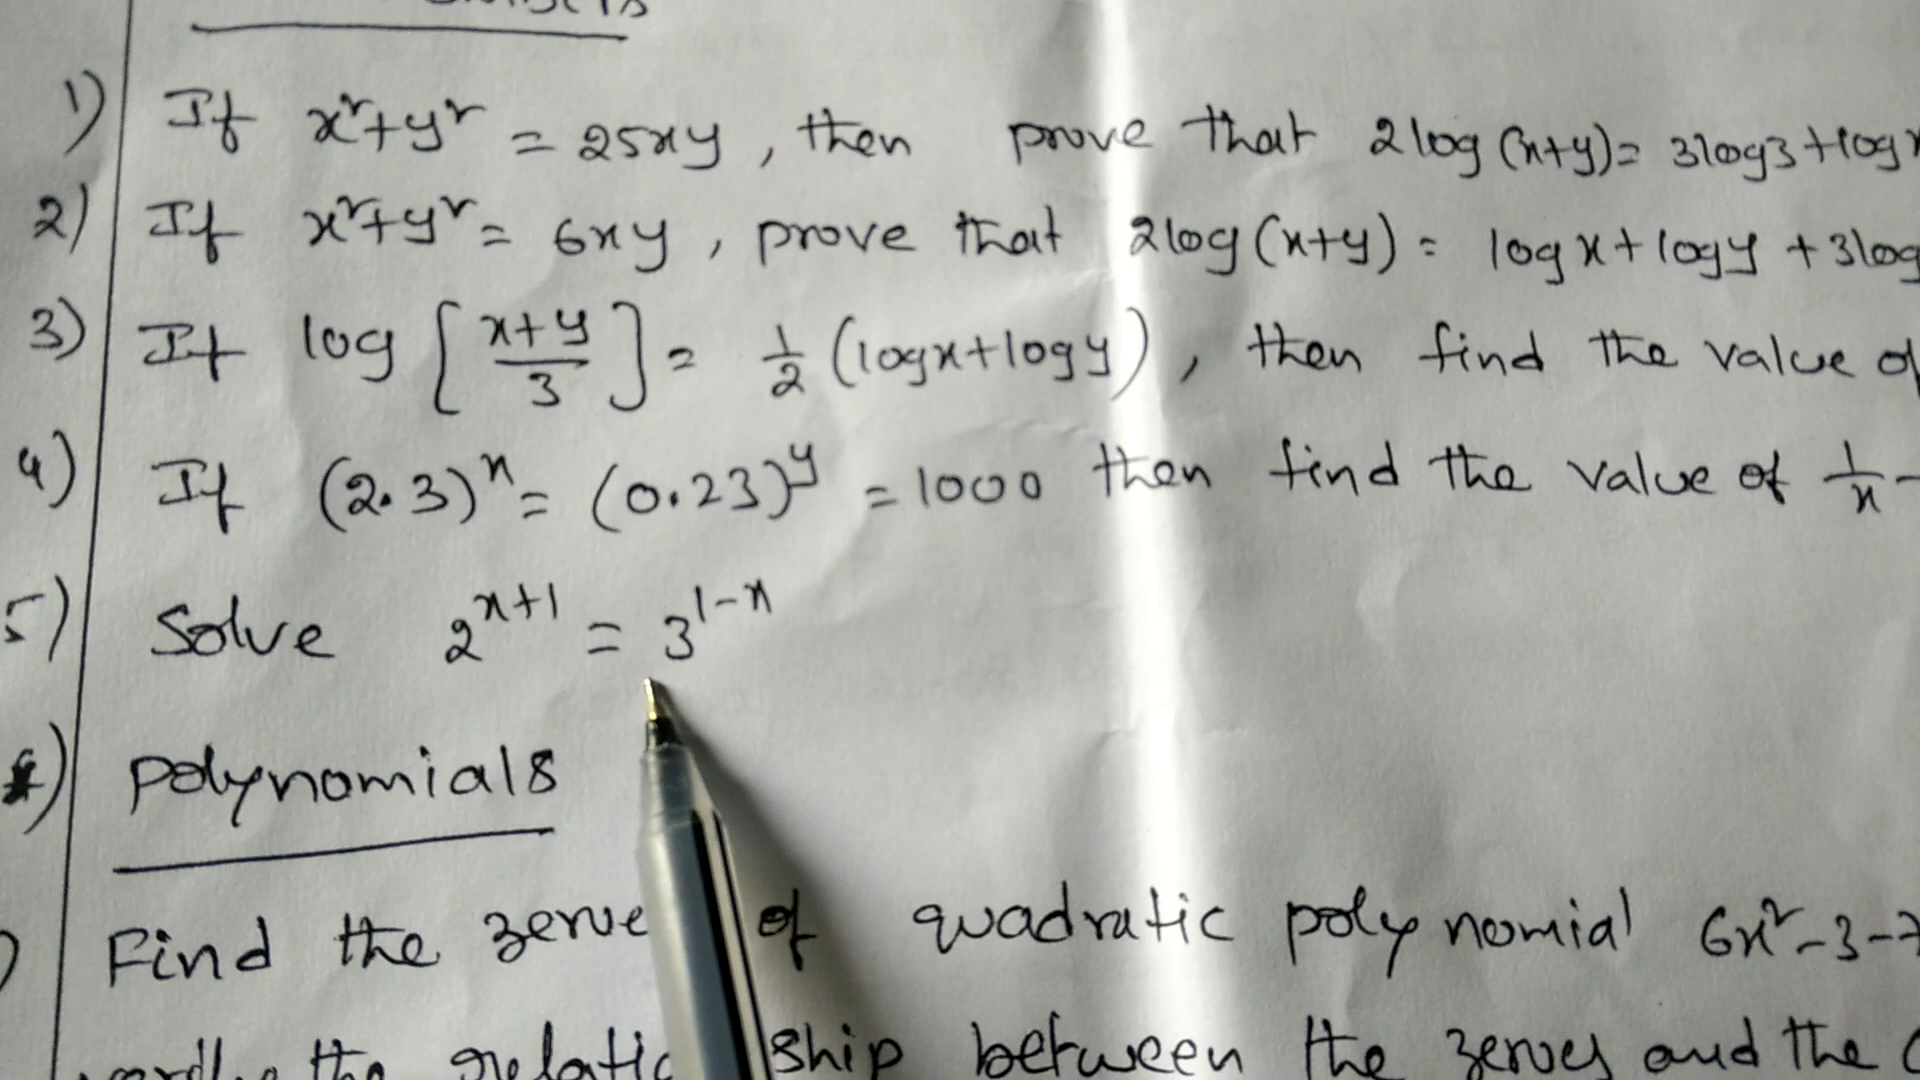 1) If x²+y² = 25xy, then prove that 2log(x+y)= 3log3+log
2) If x²+y² = 6xy, prove that 2log(x+y) = logx+logy+3log
3) If log [x+y/3] = 1/2 (logx+logy), then find the value of
4) If (2.3)^x = (0.23)^y = 1000 then find the value of 1/x -
5) Solve 2^(x+1) = 3^(1-x)
Polynomials
Find the of quadratic polynomial 6x²-3-7
the ship between the zeroes and the